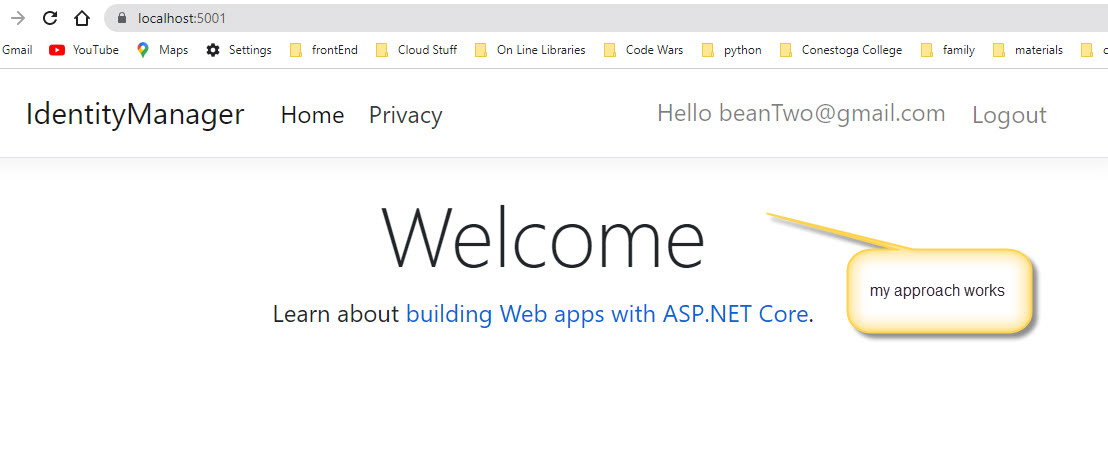 localhost:5001
Gmail YouTube Maps Settings frontEnd Cloud Stuff On Line Libraries Code Wars python Conestoga College family materials
IdentityManager Home Privacy Hello beanTwo@gmail.com Logout
Welcome
my approach works
Learn about building Web apps with ASP.NET Core.